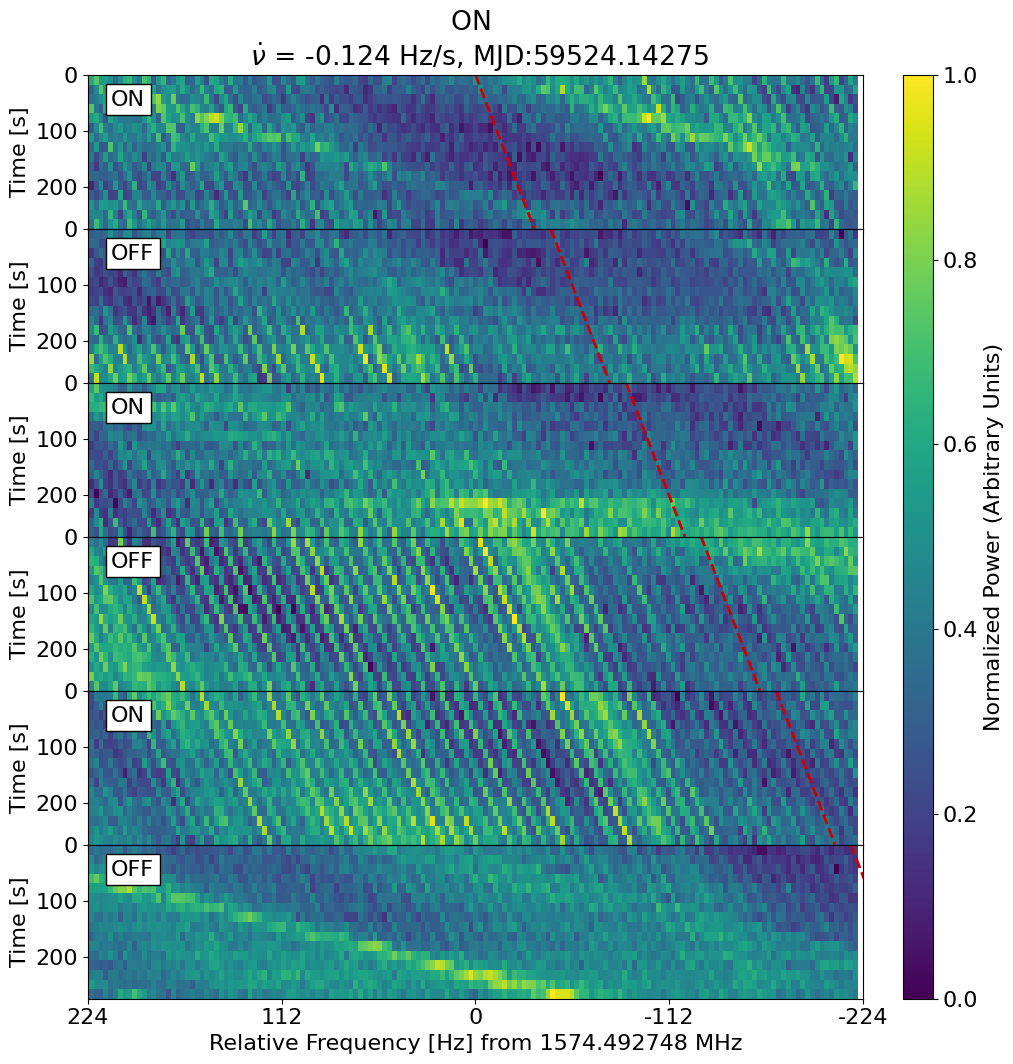 ON
ν̇ = -0.124 Hz/s, MJD:59524.14275
0
ON
Time [s]
100
200
0
OFF
Time [s]
100
200
0
ON
Time [s]
100
200
0
OFF
Time [s]
100
200
0
ON
Time [s]
100
200
0
OFF
Time [s]
100
200
224
112
0
-112
-224
Relative Frequency [Hz] from 1574.492748 MHz
1.0
0.8
0.6
0.4
0.2
0.0
Normalized Power (Arbitrary Units)